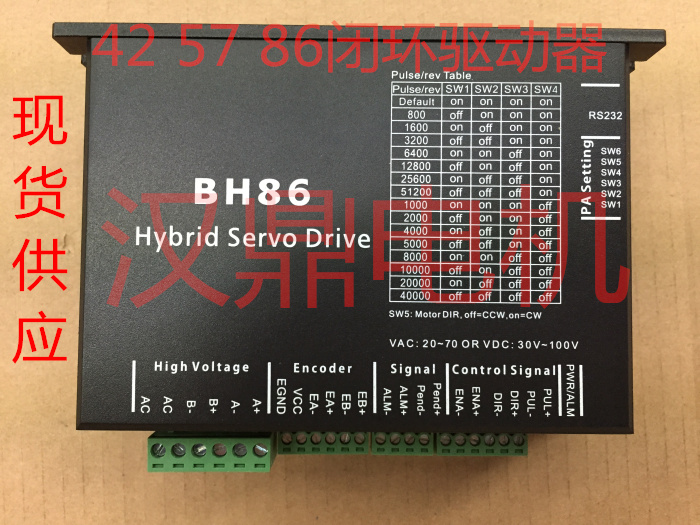 42 57 86闭环驱动器
现货供应
汉鼎电机
BH86
Hybrid Servo Drive
Pulse/rev Table
Pulse/rev SW1 SW2 SW3 SW4
Default on on on on
800 off on on on
1600 on off on on
3200 off off on on
6400 on on off on
12800 off on off on
25600 on off off on
51200 off off off on
1000 on on on off
2000 off on on off
4000 on off on off
5000 off off on off
8000 on on off off
10000 off on off off
20000 on off off off
40000 off off off off
SW5: MotorDIR, off=CCW,on=CW
VAC: 20~70 OR VDC: 30V~100V
RS232
PA Setting
SW6
SW5
SW4
SW3
SW2
SW1
High Voltage
AC
AC
B-
B+
A-
A+
Encoder
EGND
VCC
EA-
EA+
EB-
EB+
Signal
ALM-
ALM+
Pend-
Pend+
Control Signal
ENA-
ENA+
DIR-
DIR+
PUL-
PUL+
PWR/ALM